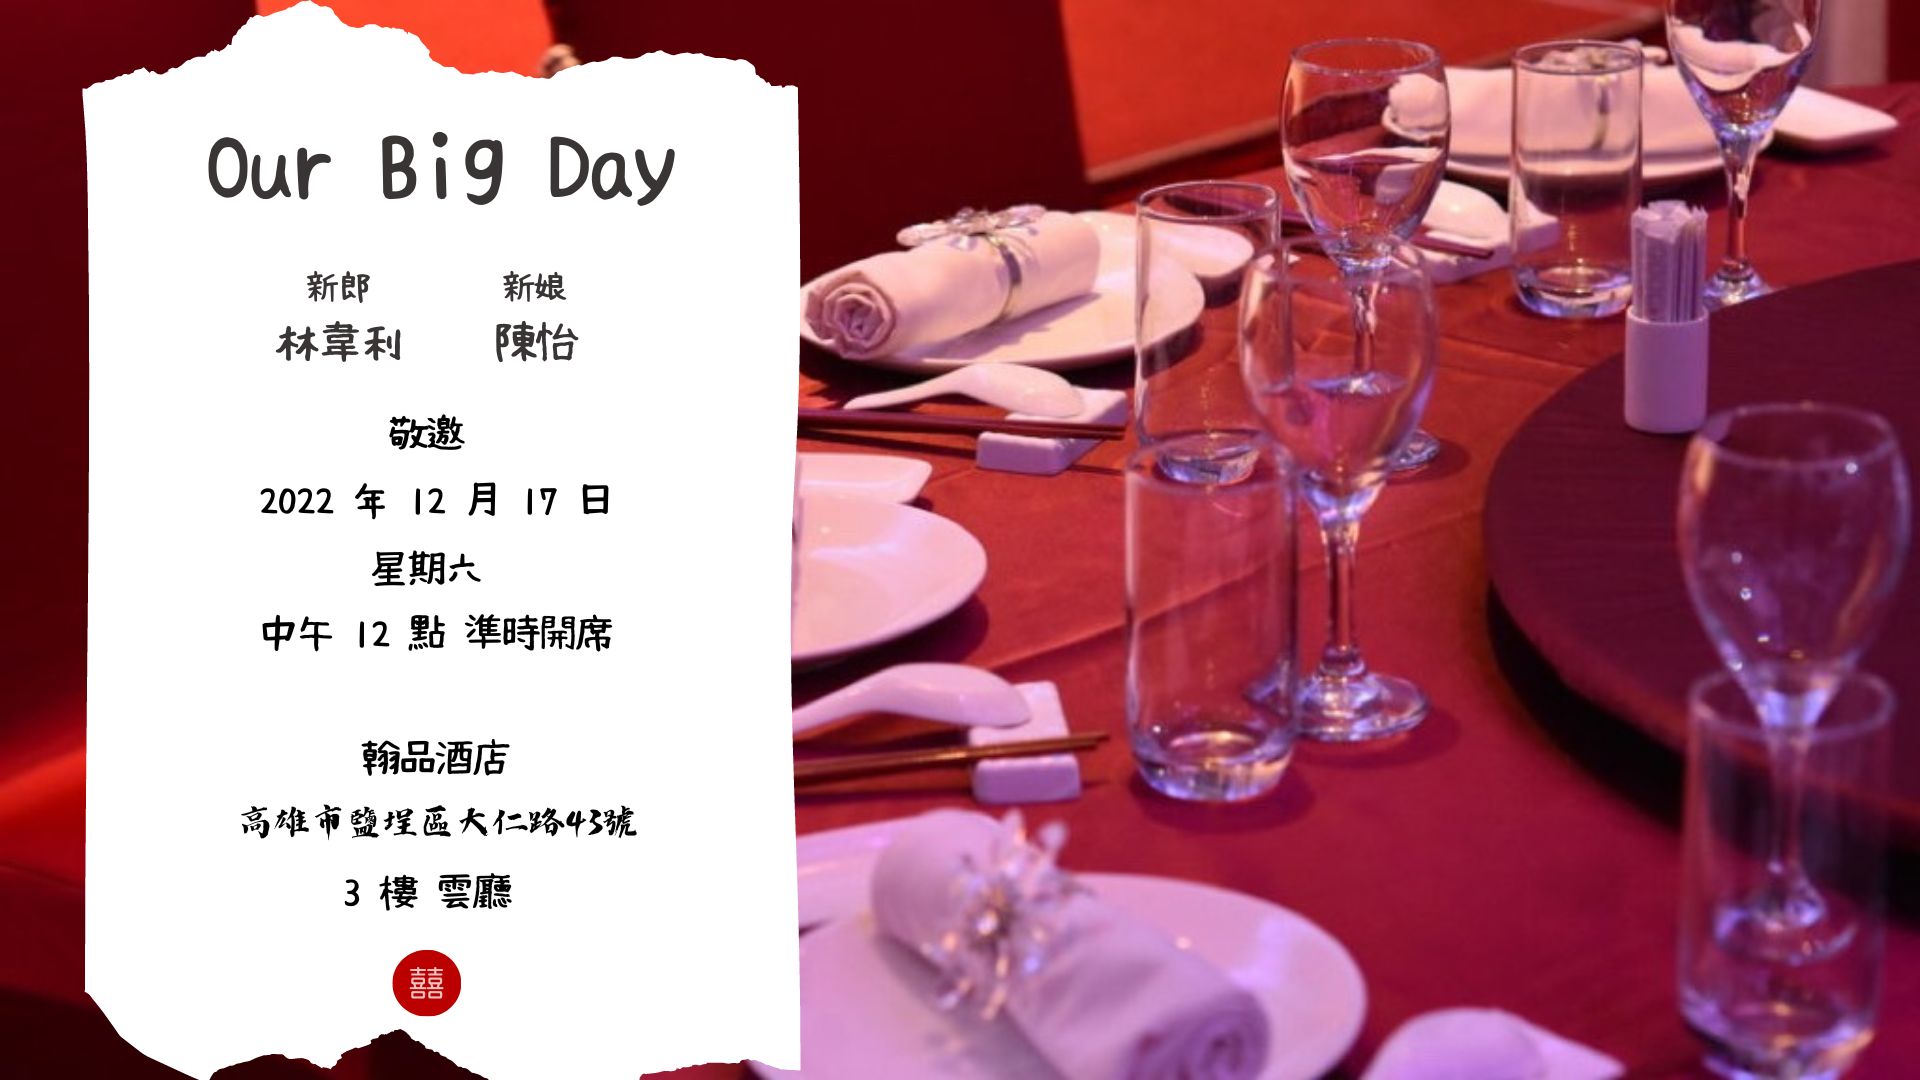 Our Big Day
新郎 新娘
林韋利 陳怡
敬邀
2022 年 12 月 17 日
星期六
中午 12 點 準時開席
翰品酒店
高雄市鹽埕區大仁路43號
3 樓 雲廳
囍